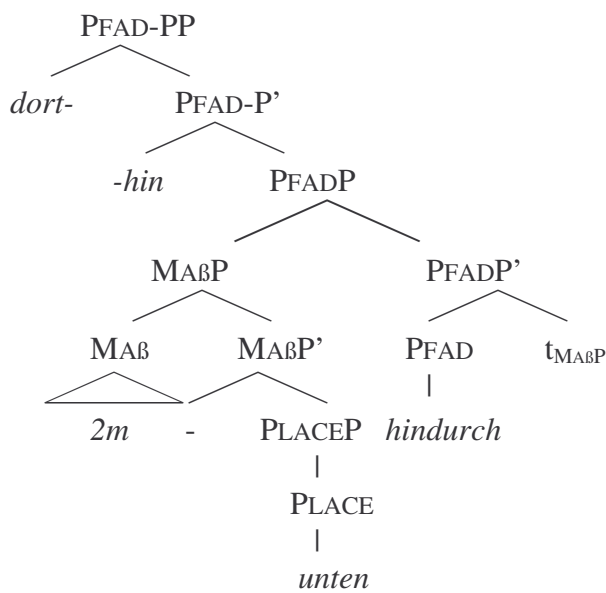 PFAD-PP
dort- PFAD-P’
-hin PFADP
MAßP PFADP’
MAß MAßP’ PFAD tMAßP
2m - PLACEP hindurch
PLACE
unten